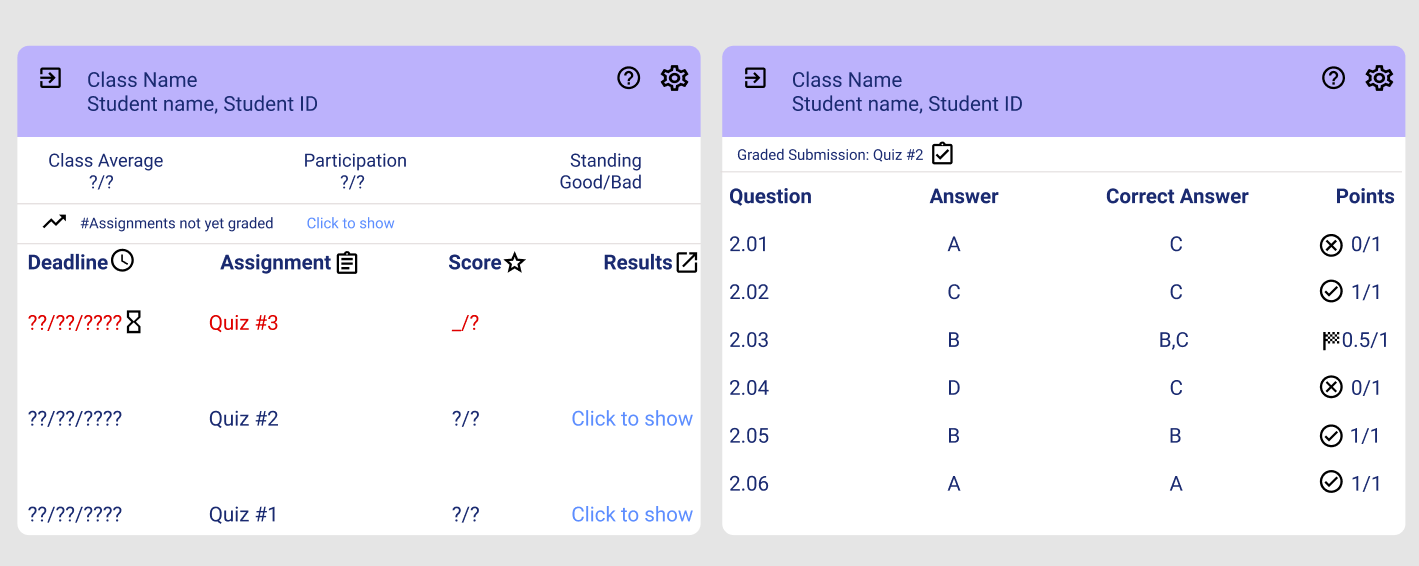 Class Name
Student name, Student ID
Class Average Participation Standing
?/? ?/? Good/Bad
#Assignments not yet graded Click to show
Deadline Assignment Score Results
??/??/???? Quiz #3 _/?
??/??/???? Quiz #2 ?/? Click to show
??/??/???? Quiz #1 ?/? Click to show
Class Name
Student name, Student ID
Graded Submission: Quiz #2
Question Answer Correct Answer Points
2.01 A C 0/1
2.02 C C 1/1
2.03 B B,C 0.5/1
2.04 D C 0/1
2.05 B B 1/1
2.06 A A 1/1